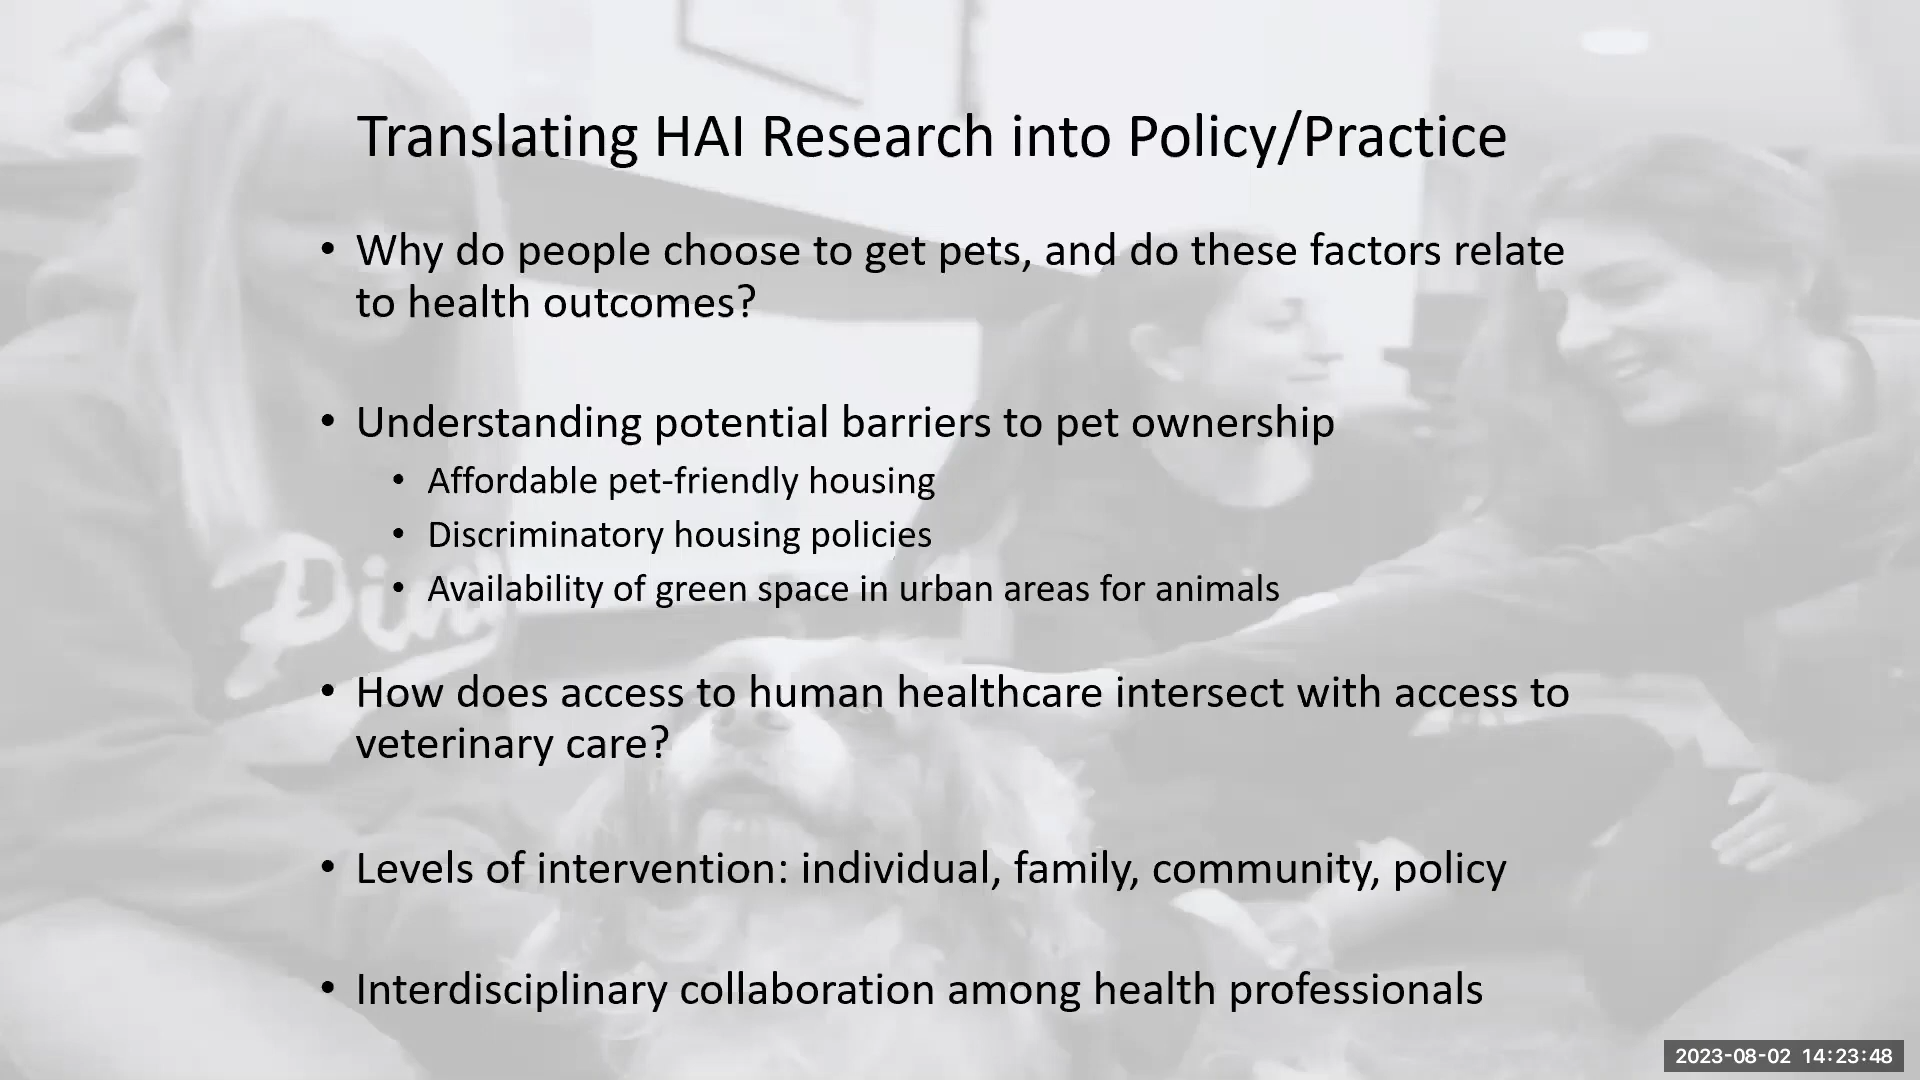 Translating HAI Research into Policy/Practice
• Why do people choose to get pets, and do these factors relate
to health outcomes?
• Understanding potential barriers to pet ownership
• Affordable pet-friendly housing
• Discriminatory housing policies
• Availability of green space in urban areas for animals
• How does access to human healthcare intersect with access to
veterinary care?
• Levels of intervention: individual, family, community, policy
• Interdisciplinary collaboration among health professionals
2023-08-02 14:23:48